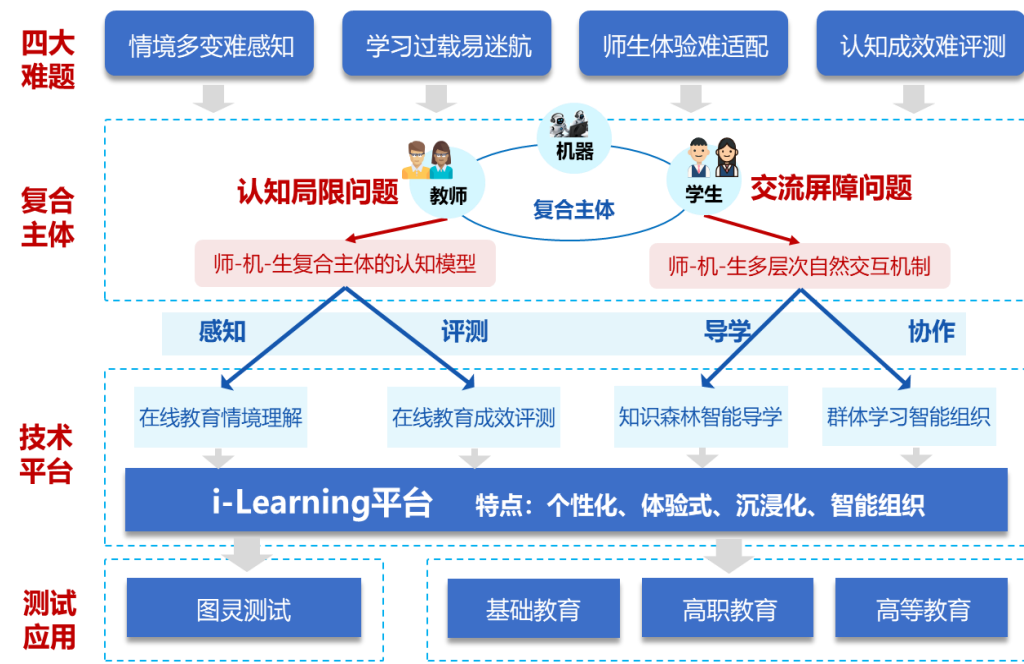 四大
难题
情境多变难感知
学习过载易迷航
师生体验难适配
认知成效难评测
复合
主体
机器
教师
学生
认知局限问题
复合主体
交流屏障问题
师-机-生复合主体的认知模型
师-机-生多层次自然交互机制
感知
评测
导学
协作
技术
平台
在线教育情境理解
在线教育成效评测
知识森林智能导学
群体学习智能组织
i-Learning平台 特点：个性化、体验式、沉浸化、智能组织
测试
应用
图灵测试
基础教育
高职教育
高等教育